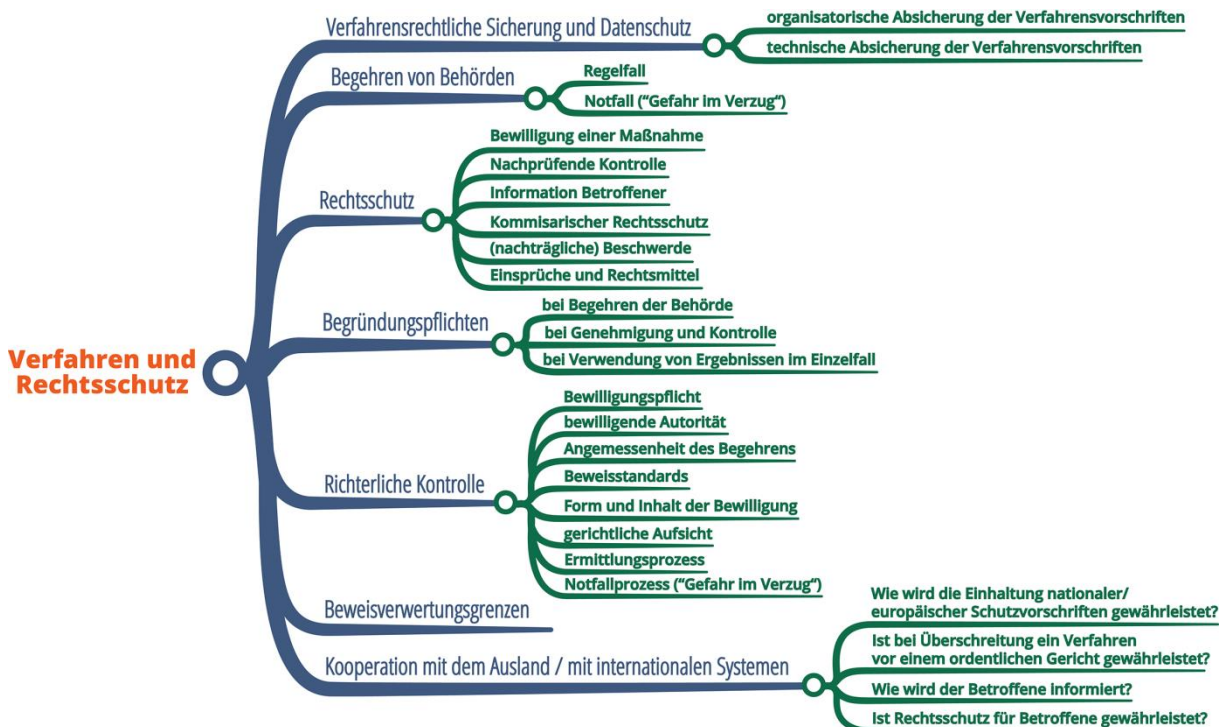 Verfahren und
Rechtsschutz
Verfahrensrechtliche Sicherung und Datenschutz
organisatorische Absicherung der Verfahrensvorschriften
technische Absicherung der Verfahrensvorschriften
Begehren von Behörden
Regelfall
Notfall (“Gefahr im Verzug“)
Rechtsschutz
Bewilligung einer Maßnahme
Nachprüfende Kontrolle
Information Betroffener
Kommisarischer Rechtsschutz
(nachträgliche) Beschwerde
Einsprüche und Rechtsmittel
Begründungspflichten
bei Begehren der Behörde
bei Genehmigung und Kontrolle
bei Verwendung von Ergebnissen im Einzelfall
Richterliche Kontrolle
Bewilligungspflicht
bewilligende Autorität
Angemessenheit des Begehrens
Beweisstandards
Form und Inhalt der Bewilligung
gerichtliche Aufsicht
Ermittlungsprozess
Notfallprozess (“Gefahr im Verzug“)
Beweisverwertungsgrenzen
Kooperation mit dem Ausland / mit internationalen Systemen
Wie wird die Einhaltung nationaler/
europäischer Schutzvorschriften gewährleistet?
Ist bei Überschreitung ein Verfahren
vor einem ordentlichen Gericht gewährleistet?
Wie wird der Betroffene informiert?
Ist Rechtsschutz für Betroffene gewährleistet?